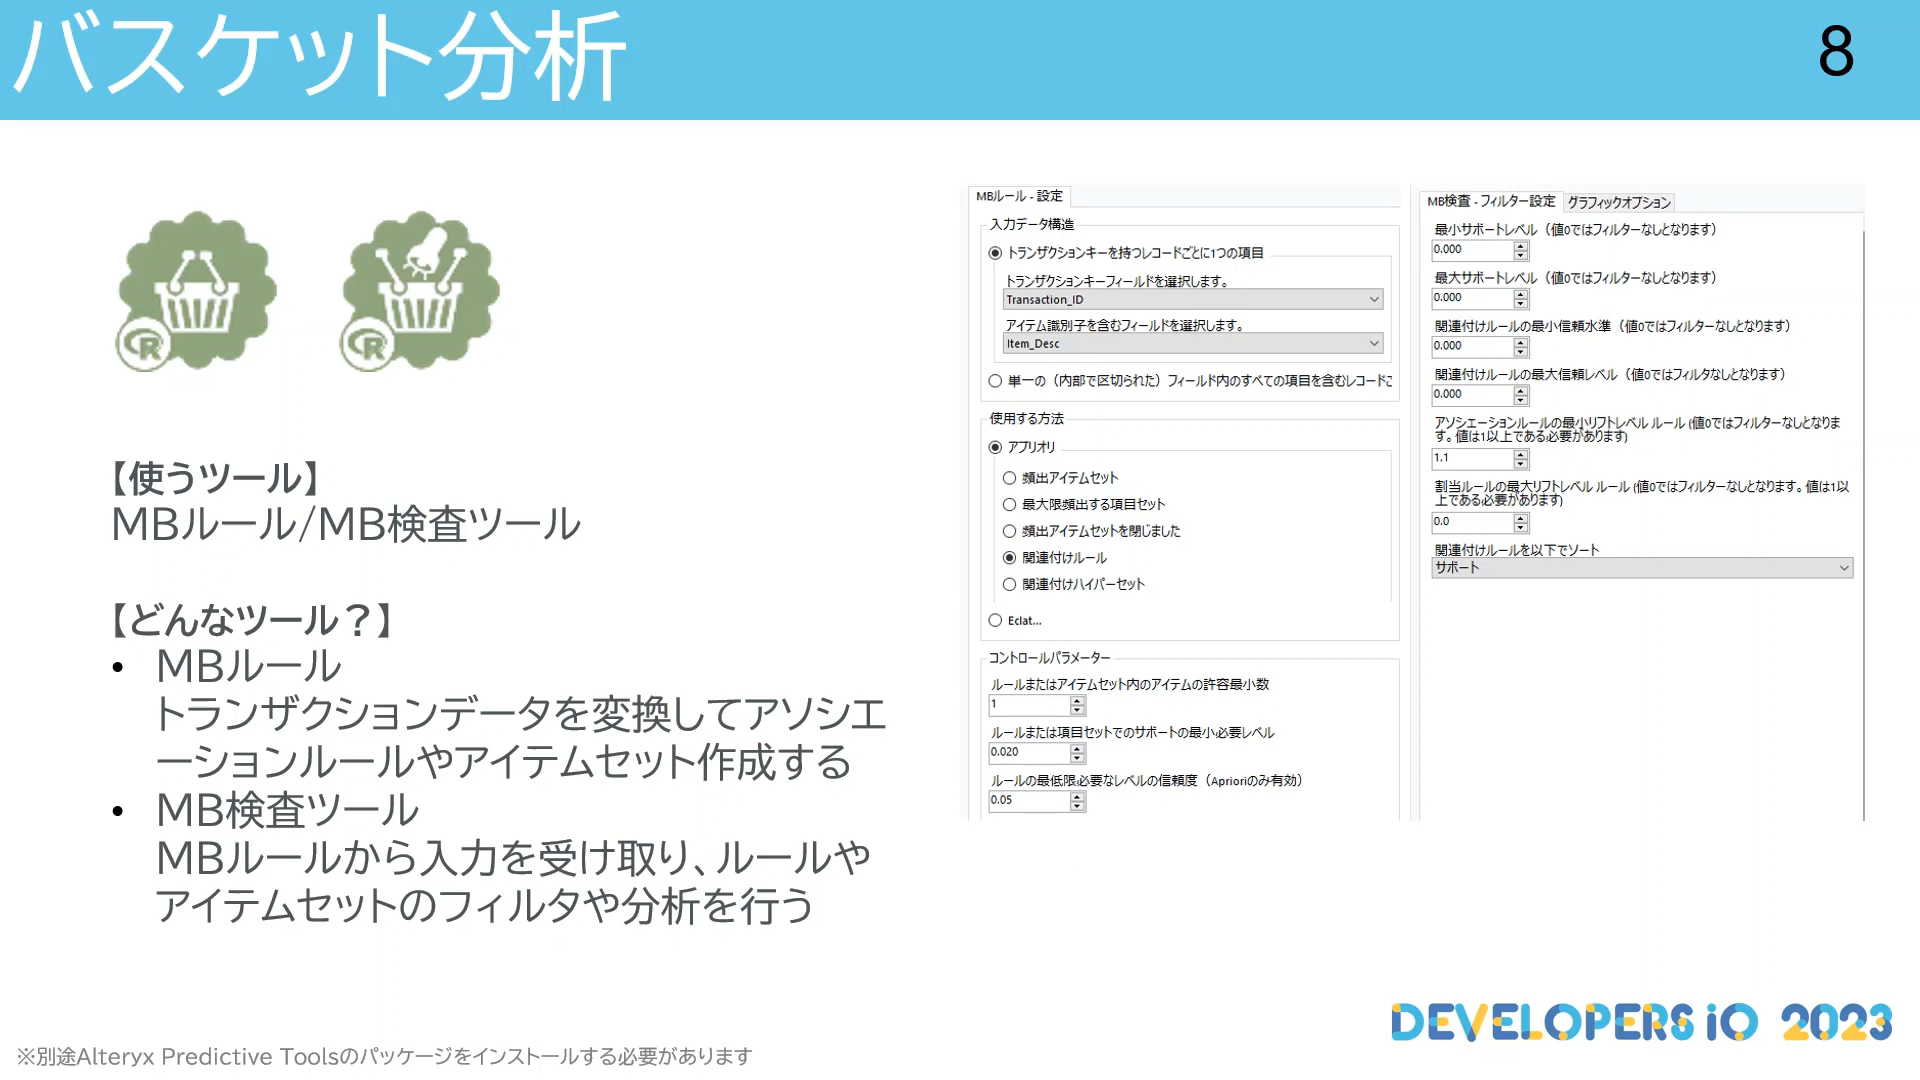 バスケット分析
8
【使うツール】
MBルール/MB検査ツール
【どんなツール？】
• MBルール
トランザクションデータを変換してアソシエ
ーションルールやアイテムセット作成する
• MB検査ツール
MBルールから入力を受け取り、ルールや
アイテムセットのフィルタや分析を行う
MBルール - 設定
入力データ構造
トランザクションキーを持つレコードごとに1つの項目
トランザクションキーフィールドを選択します。
Transaction_ID
アイテム識別子を含むフィールドを選択します。
Item_Desc
単一の（内部で区切られた）フィールド内のすべての項目を含むレコードご
使用する方法
アプリオリ
頻出アイテムセット
最大限頻出する項目セット
頻出アイテムセットを閉じました
関連付けルール
関連付けハイパーセット
Eclat...
コントロールパラメーター
ルールまたはアイテムセット内のアイテムの許容最小数
1
ルールまたは項目セットでのサポートの最小必要レベル
0.020
ルールの最低限必要なレベルの信頼度（Aprioriのみ有効）
0.05
MB検査 - フィルター設定
グラフィックオプション
最小サポートレベル（値0ではフィルターなしとなります）
0.000
最大サポートレベル（値0ではフィルターなしとなります）
0.000
関連付けルールの最小信頼水準（値0ではフィルターなしとなります）
0.000
関連付けルールの最大信頼レベル（値0ではフィルタなしとなります）
0.000
アソシエーションルールの最小リフトレベル ルール (値0ではフィルターなしとなりま
す。値は1以上である必要があります)
1.1
割当ルールの最大リフトレベル ルール (値0ではフィルターなしとなります。値は1以
上である必要があります)
0.0
関連付けルールを以下でソート
サポート
R
R
DEVELOPERS iO 2023
※別途Alteryx Predictive Toolsのパッケージをインストールする必要があります